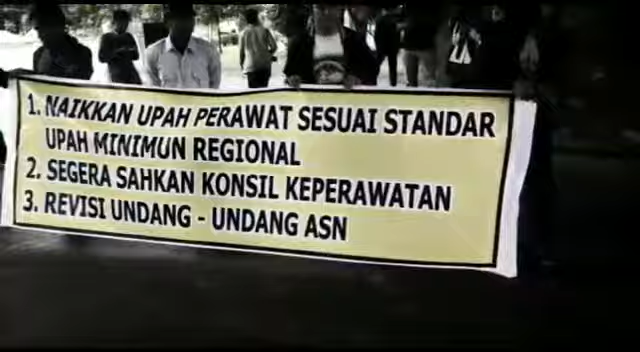 1. NAIKKAN UPAH PERAWAT SESUAI STANDAR
UPAH MINIMUN REGIONAL
2. SEGERA SAHKAN KONSIL KEPERAWATAN
3. REVISI UNDANG - UNDANG ASN